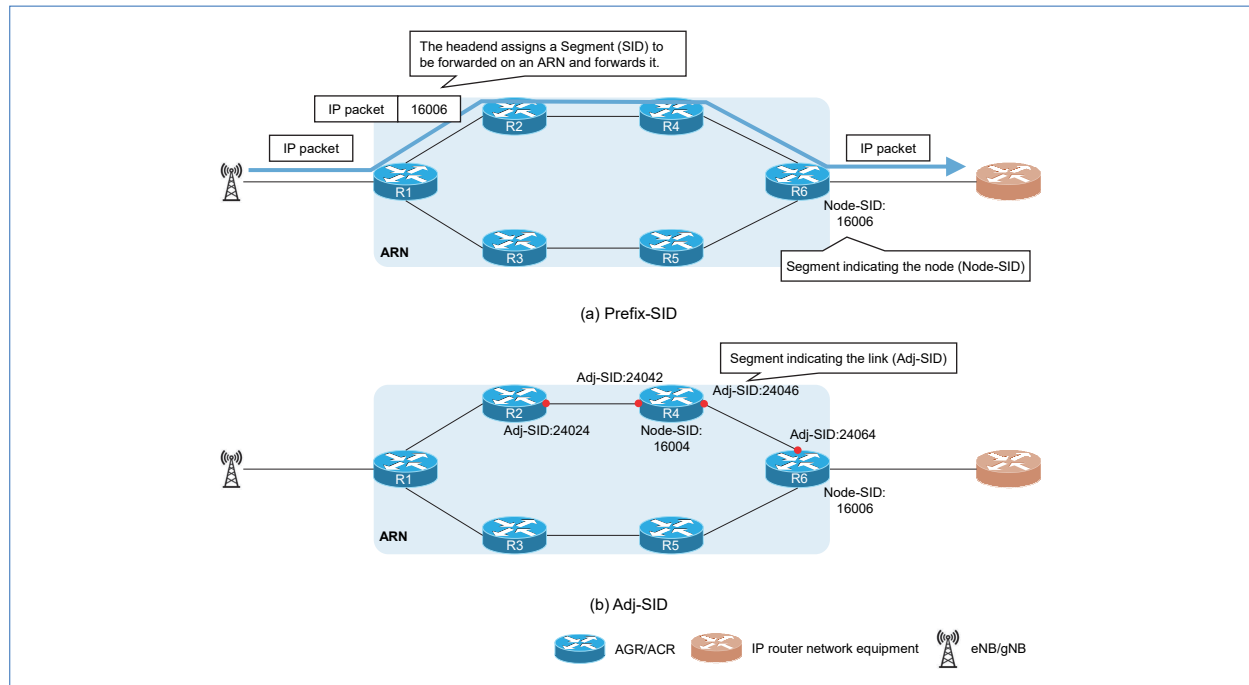 The headend assigns a Segment (SID) to
be forwarded on an ARN and forwards it.
IP packet 16006
R2
R4
IP packet
IP packet
R1
R6
Node-SID:
16006
R3
R5
ARN
Segment indicating the node (Node-SID)
(a) Prefix-SID
Segment indicating the link (Adj-SID)
Adj-SID:24042
Adj-SID:24046
R2
R4
Adj-SID:24024
Node-SID:
16004
Adj-SID:24064
R1
R6
Node-SID:
16006
R3
R5
ARN
(b) Adj-SID
AGR/ACR
IP router network equipment
eNB/gNB